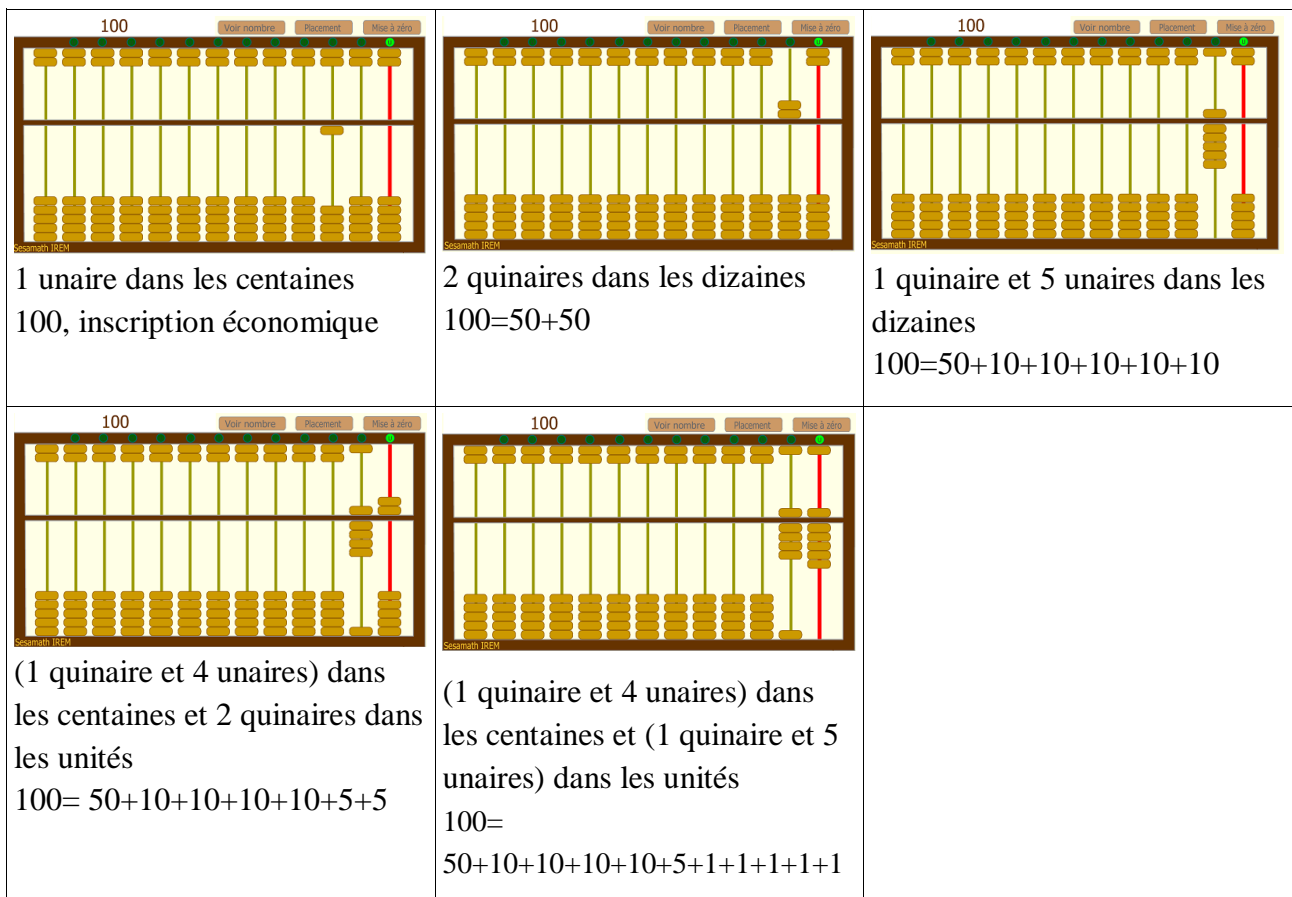 100 Voir nombre Placement Mise à zéro
U
Sesamath IREM
1 unaire dans les centaines
100, inscription économique
100 Voir nombre Placement Mise à zéro
Sesamath IREM
2 quinaires dans les dizaines
100=50+50
100 Voir nombre Placement Mise à zéro
Sesamath IREM
1 quinaire et 5 unaires dans les
dizaines
100=50+10+10+10+10+10
100 Voir nombre Placement Mise à zéro
U
Sesamath IREM
(1 quinaire et 4 unaires) dans
les centaines et 2 quinaires dans
les unités
100= 50+10+10+10+10+5+5
100 Voir nombre Placement Mise à zéro
U
Sesamath IREM
(1 quinaire et 4 unaires) dans
les centaines et (1 quinaire et 5
unaires) dans les unités
100=
50+10+10+10+10+5+1+1+1+1+1